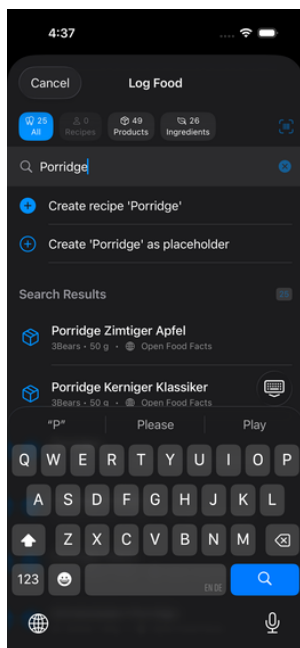 4:37
Cancel
Log Food
25
All
0
Recipes
49
Products
26
Ingredients
Porridge
Create recipe 'Porridge'
Create 'Porridge' as placeholder
Search Results
25
Porridge Zimtiger Apfel
3Bears • 50 g • Open Food Facts
Porridge Kerniger Klassiker
3Bears • 50 g • Open Food Facts
“P” Please Play
Q W E R T Y U I O P
A S D F G H J K L
Z X C V B N M
123
EN DE